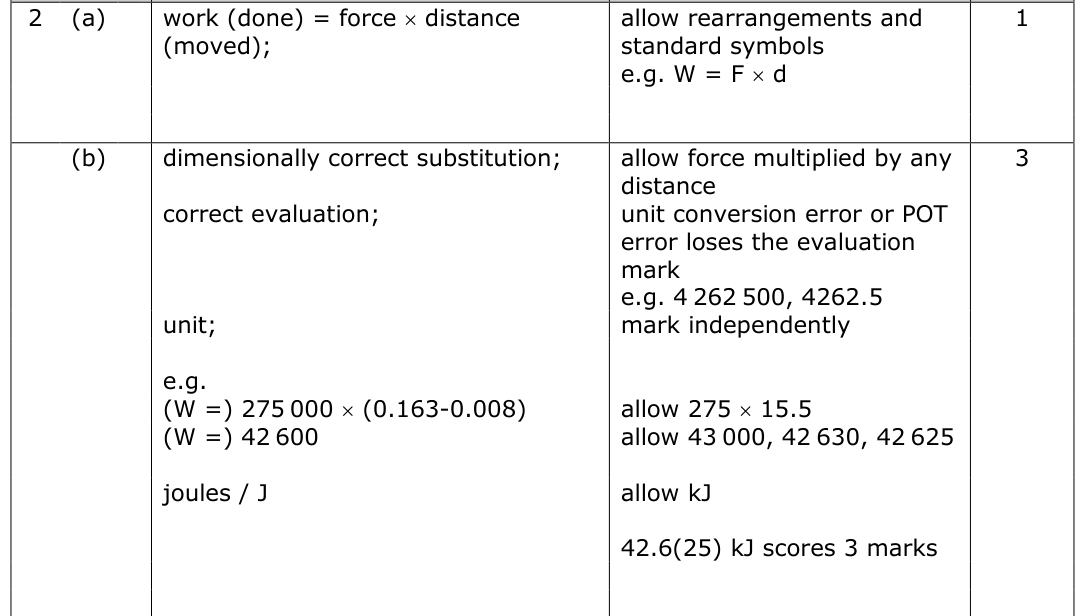 2 (a) work (done) = force × distance allow rearrangements and 1
(moved); standard symbols
e.g. W = F × d
(b) dimensionally correct substitution; allow force multiplied by any 3
distance
correct evaluation; unit conversion error or POT
error loses the evaluation
mark
e.g. 4 262 500, 4262.5
unit; mark independently
e.g.
(W =) 275 000 × (0.163-0.008) allow 275 × 15.5
(W =) 42 600 allow 43 000, 42 630, 42 625
joules / J allow kJ
42.6(25) kJ scores 3 marks